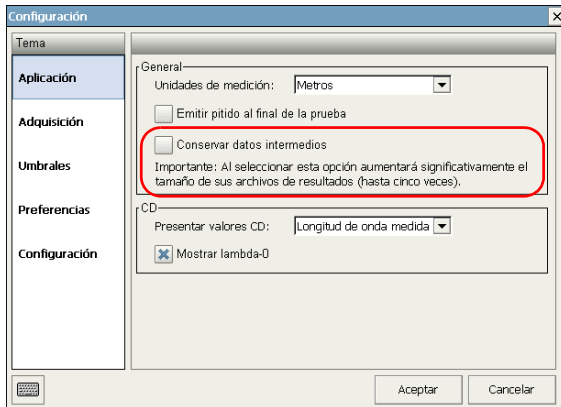 Configuración
Tema
Aplicación
Adquisición
Umbrales
Preferencias
Configuración
General
Unidades de medición: Metros
Emitir pitido al final de la prueba
Conservar datos intermedios
Importante: Al seleccionar esta opción aumentará significativamente el
tamaño de sus archivos de resultados (hasta cinco veces).
CD
Presentar valores CD: Longitud de onda medida
Mostrar lambda-0
Aceptar
Cancelar